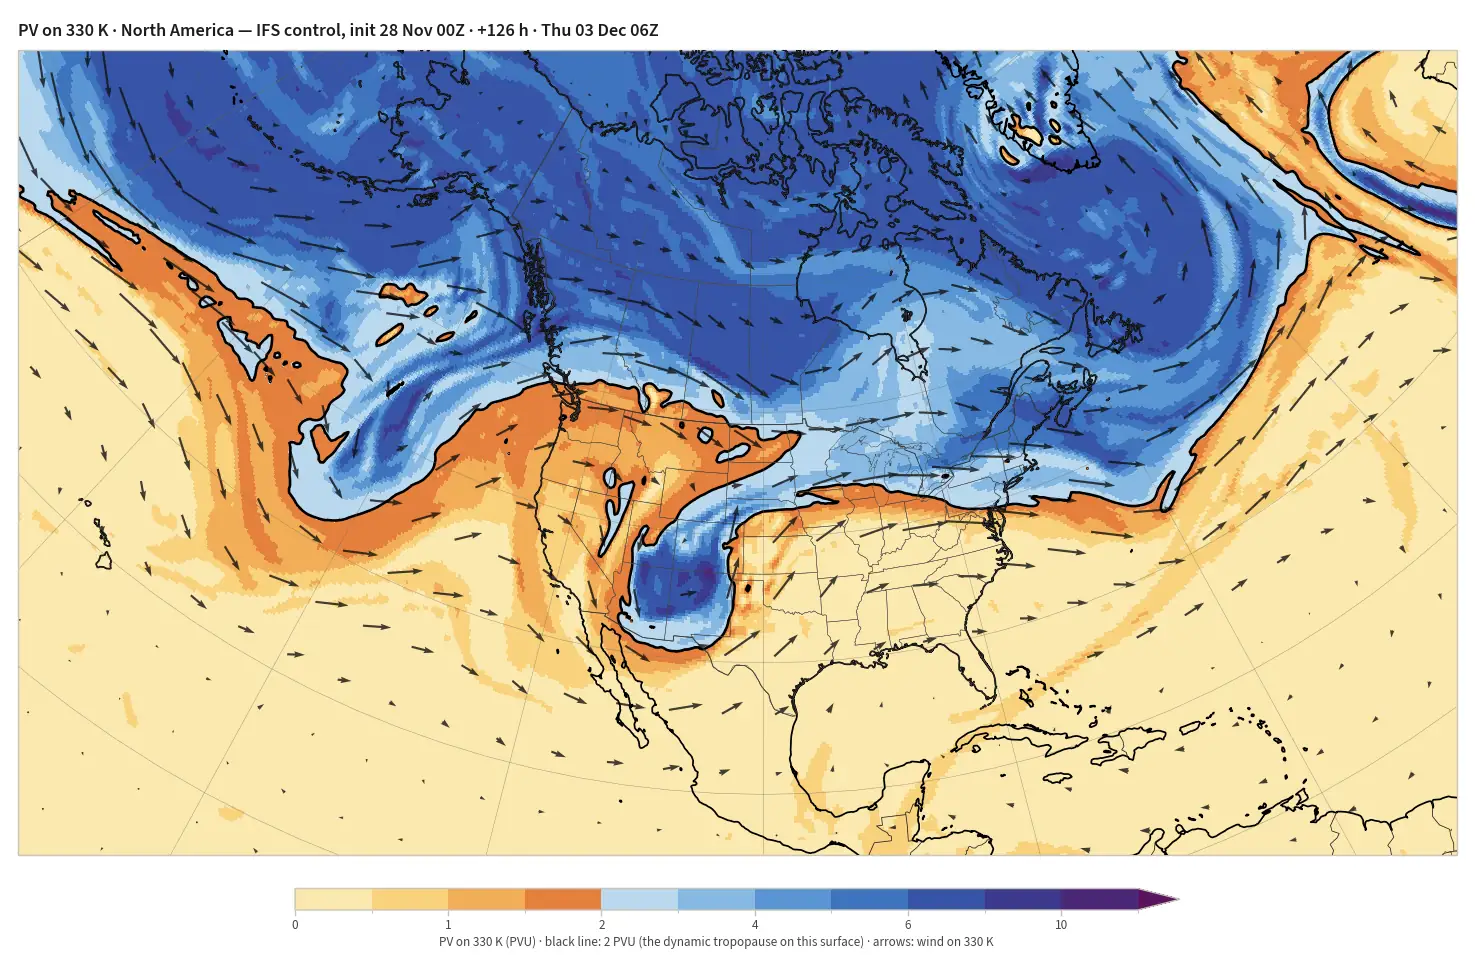 PV on 330 K · North America — IFS control, init 28 Nov 00Z · +126 h · Thu 03 Dec 06Z
0 1 2 4 6 10
PV on 330 K (PVU) · black line: 2 PVU (the dynamic tropopause on this surface) · arrows: wind on 330 K